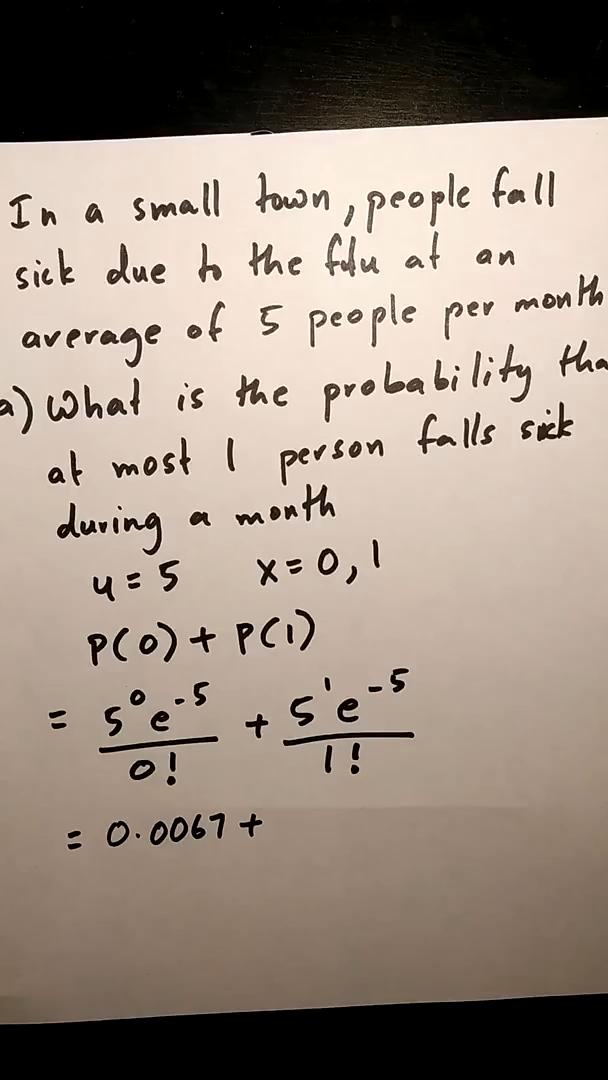 In a small town, people fall
sick due to the flu at an
average of 5 people per month
a) What is the probability tha
at most 1 person falls sick
during a month
u = 5 x = 0, 1
P(0) + P(1)
= 5⁰e⁻⁵/0! + 5¹e⁻⁵/1!
= 0.0067 +